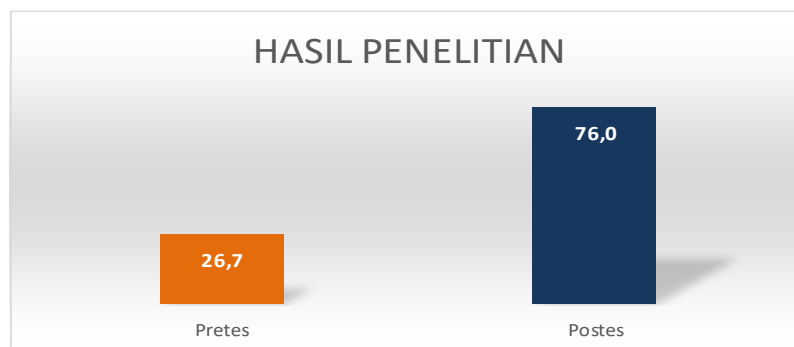 HASIL PENELITIAN
76,0
26,7
Pretes
Postes